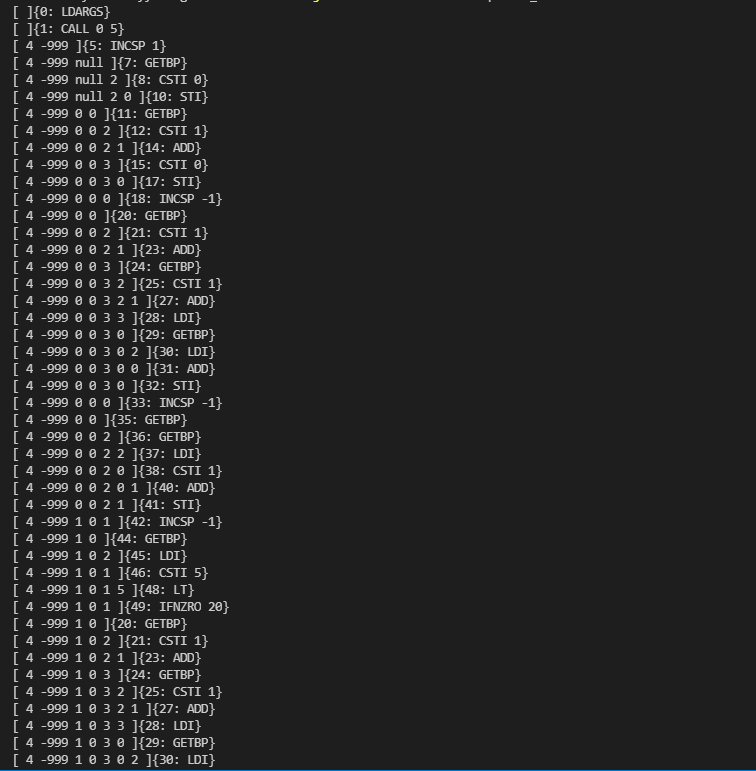 [ ]{0: LDARGS}
[ ]{1: CALL 0 5}
[ 4 -999 ]{5: INCSP 1}
[ 4 -999 null ]{7: GETBP}
[ 4 -999 null 2 ]{8: CSTI 0}
[ 4 -999 null 2 0 ]{10: STI}
[ 4 -999 0 0 ]{11: GETBP}
[ 4 -999 0 0 2 ]{12: CSTI 1}
[ 4 -999 0 0 2 1 ]{14: ADD}
[ 4 -999 0 0 3 ]{15: CSTI 0}
[ 4 -999 0 0 3 0 ]{17: STI}
[ 4 -999 0 0 0 ]{18: INCSP -1}
[ 4 -999 0 0 ]{20: GETBP}
[ 4 -999 0 0 2 ]{21: CSTI 1}
[ 4 -999 0 0 2 1 ]{23: ADD}
[ 4 -999 0 0 3 ]{24: GETBP}
[ 4 -999 0 0 3 2 ]{25: CSTI 1}
[ 4 -999 0 0 3 2 1 ]{27: ADD}
[ 4 -999 0 0 3 3 ]{28: LDI}
[ 4 -999 0 0 3 0 ]{29: GETBP}
[ 4 -999 0 0 3 0 2 ]{30: LDI}
[ 4 -999 0 0 3 0 0 ]{31: ADD}
[ 4 -999 0 0 3 0 ]{32: STI}
[ 4 -999 0 0 0 ]{33: INCSP -1}
[ 4 -999 0 0 ]{35: GETBP}
[ 4 -999 0 0 2 ]{36: GETBP}
[ 4 -999 0 0 2 2 ]{37: LDI}
[ 4 -999 0 0 2 0 ]{38: CSTI 1}
[ 4 -999 0 0 2 0 1 ]{40: ADD}
[ 4 -999 0 0 2 1 ]{41: STI}
[ 4 -999 1 0 1 ]{42: INCSP -1}
[ 4 -999 1 0 ]{44: GETBP}
[ 4 -999 1 0 2 ]{45: LDI}
[ 4 -999 1 0 1 ]{46: CSTI 5}
[ 4 -999 1 0 1 5 ]{48: LT}
[ 4 -999 1 0 1 ]{49: IFNZRO 20}
[ 4 -999 1 0 ]{20: GETBP}
[ 4 -999 1 0 2 ]{21: CSTI 1}
[ 4 -999 1 0 2 1 ]{23: ADD}
[ 4 -999 1 0 3 ]{24: GETBP}
[ 4 -999 1 0 3 2 ]{25: CSTI 1}
[ 4 -999 1 0 3 2 1 ]{27: ADD}
[ 4 -999 1 0 3 3 ]{28: LDI}
[ 4 -999 1 0 3 0 ]{29: GETBP}
[ 4 -999 1 0 3 0 2 ]{30: LDI}